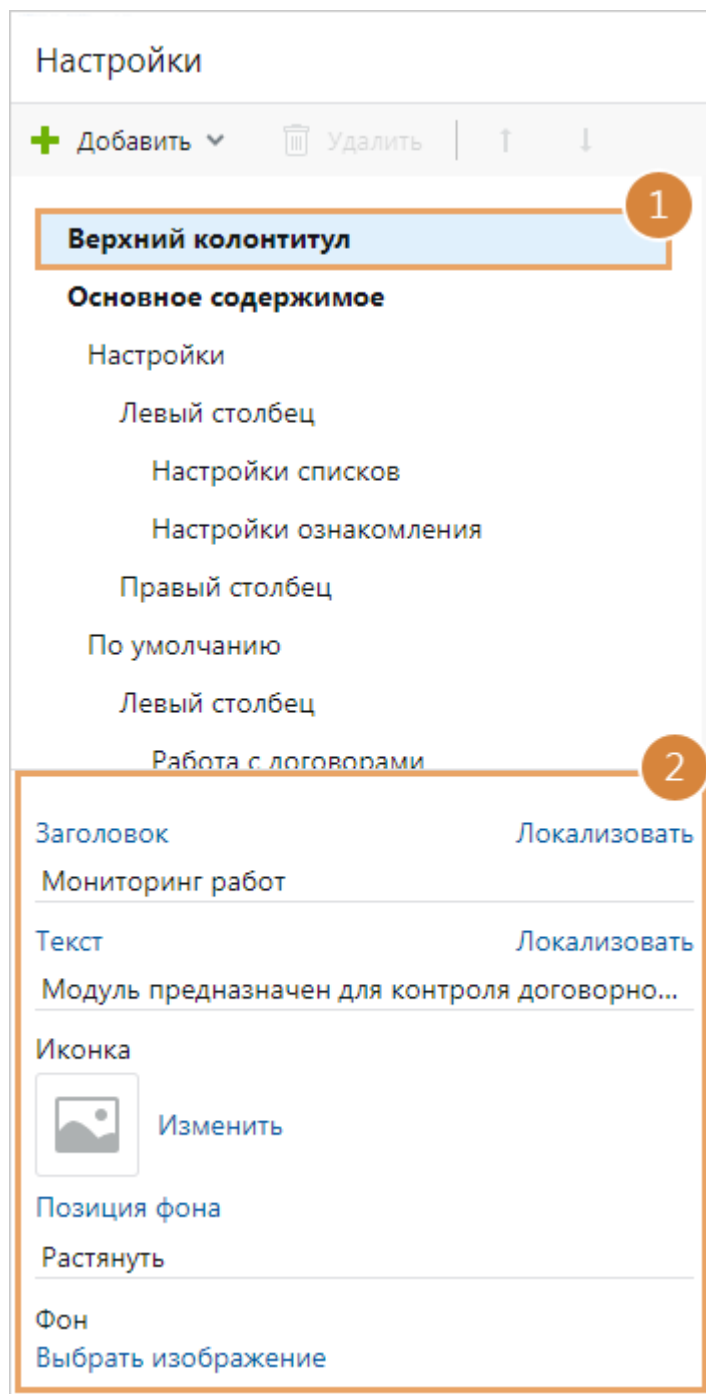 Настройки
Добавить Удалить
1
Верхний колонтитул
Основное содержимое
Настройки
Левый столбец
Настройки списков
Настройки ознакомления
Правый столбец
По умолчанию
Левый столбец
Работа с договорами
2
Заголовок Локализовать
Мониторинг работ
Текст Локализовать
Модуль предназначен для контроля договорно...
Иконка
Изменить
Позиция фона
Растянуть
Фон
Выбрать изображение